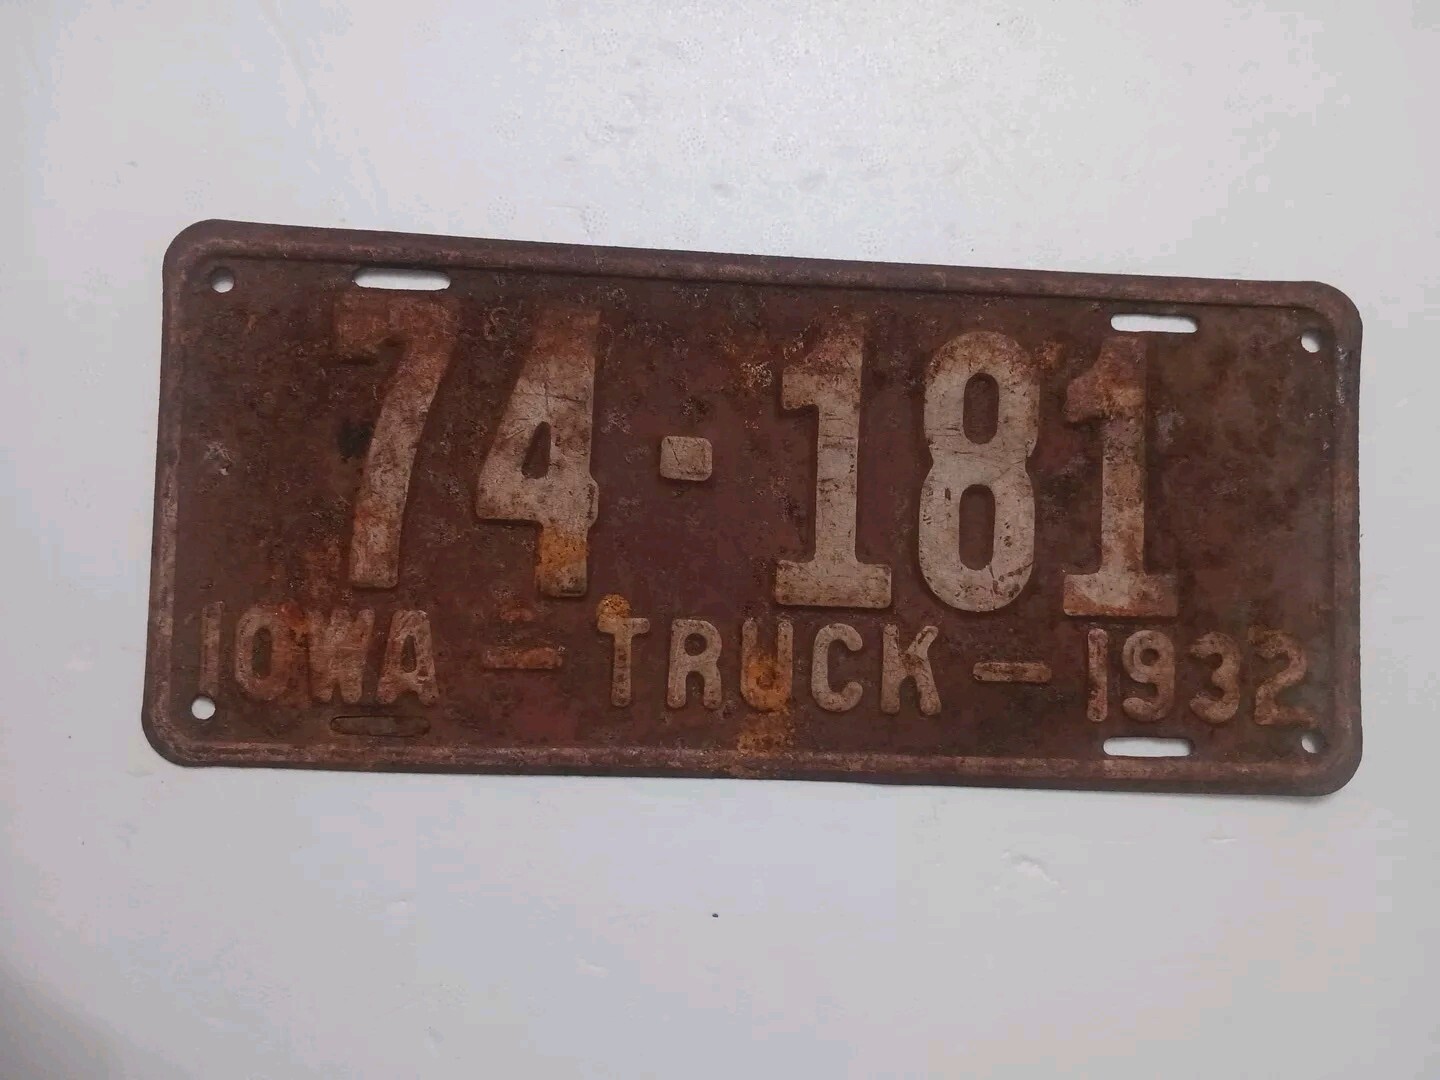 74·181
IOWA – TRUCK – 1932